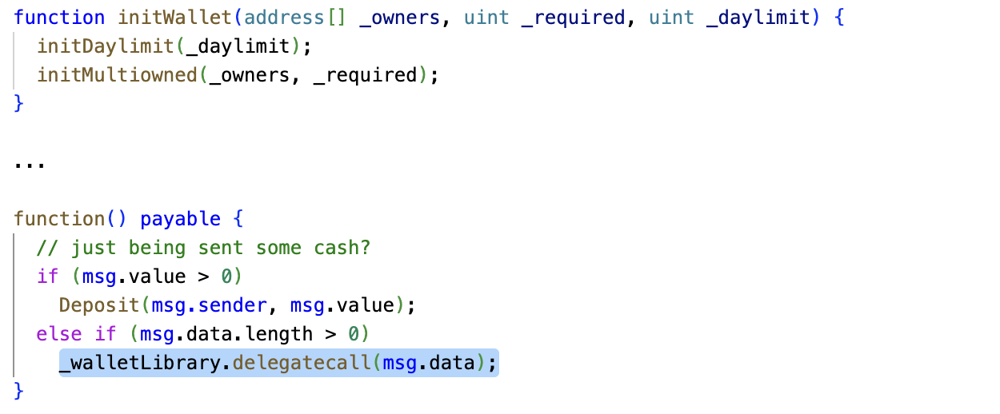 function initWallet(address[] _owners, uint _required, uint _daylimit) {
initDaylimit(_daylimit);
initMultiowned(_owners, _required);
}
...
function() payable {
// just being sent some cash?
if (msg.value > 0)
Deposit(msg.sender, msg.value);
else if (msg.data.length > 0)
_walletLibrary.delegatecall(msg.data);
}